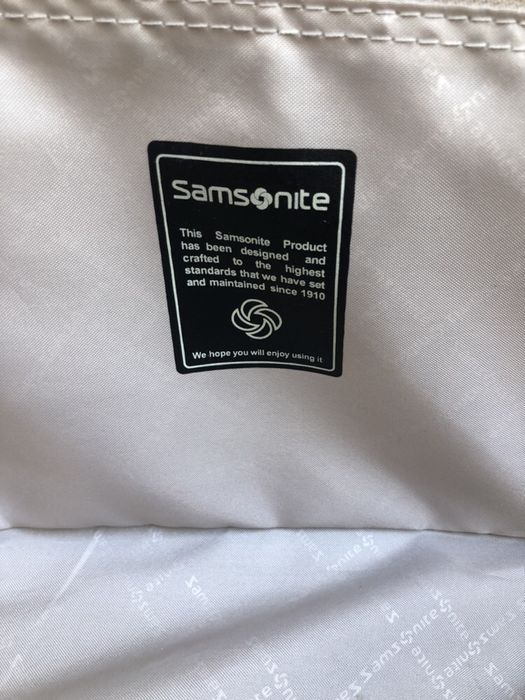 Samsonite
This Samsonite Product
has been designed and
crafted to the highest
standards that we have set
and maintained since 1910
We hope you will enjoy using it
Samsonite